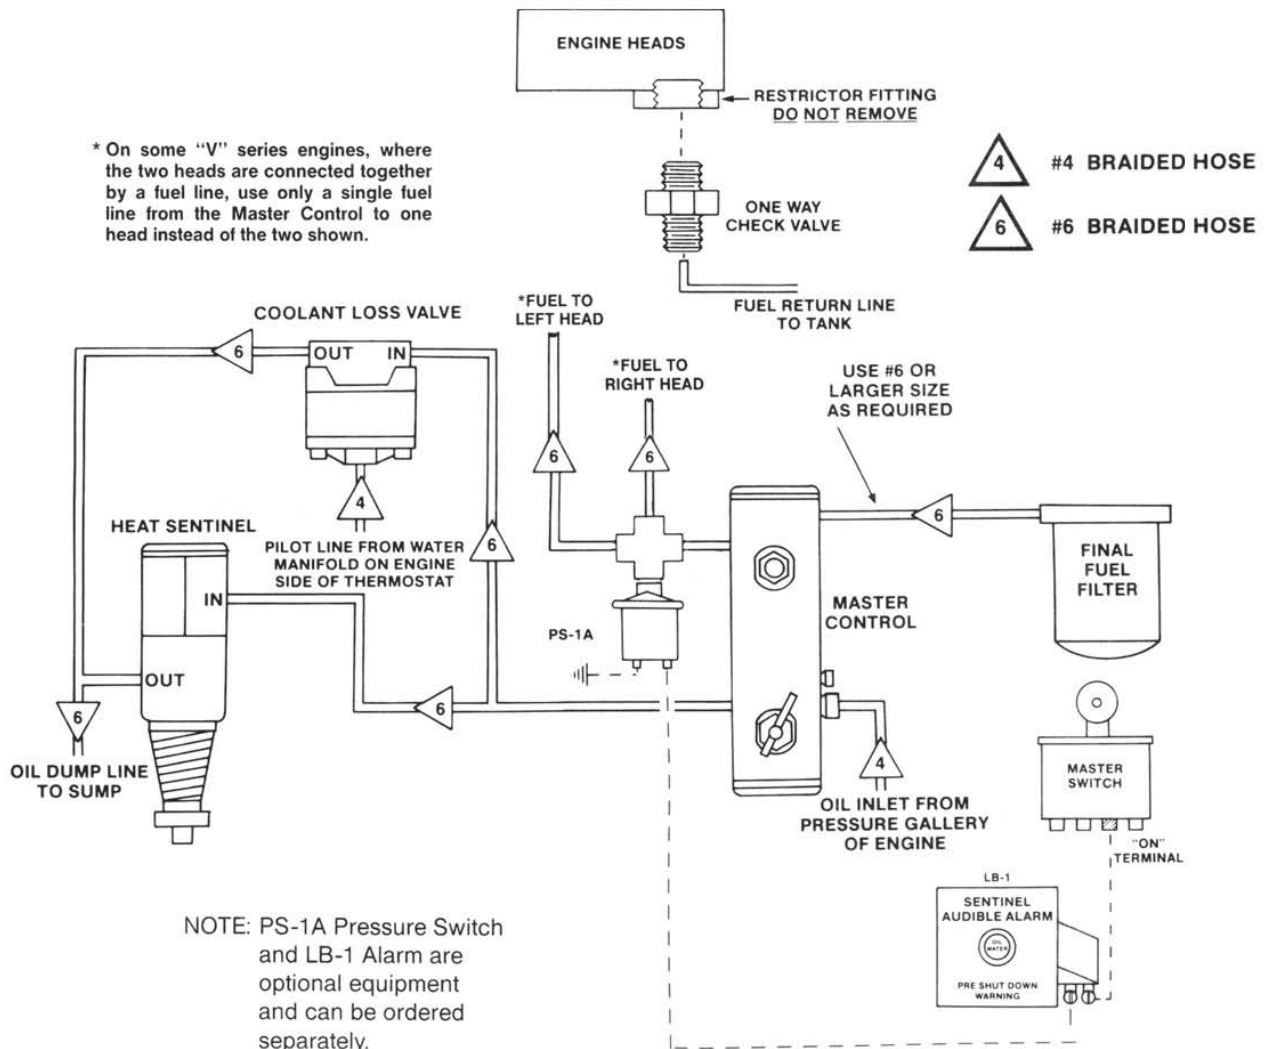 ENGINE HEADS
RESTRICTOR FITTING
DO NOT REMOVE
* On some “V” series engines, where
the two heads are connected together
by a fuel line, use only a single fuel
line from the Master Control to one
head instead of the two shown.
4
#4 BRAIDED HOSE
6
#6 BRAIDED HOSE
ONE WAY
CHECK VALVE
FUEL RETURN LINE
TO TANK
COOLANT LOSS VALVE
*FUEL TO
LEFT HEAD
6
OUT
IN
*FUEL TO
RIGHT HEAD
USE #6 OR
LARGER SIZE
AS REQUIRED
6
6
4
6
HEAT SENTINEL
PILOT LINE FROM WATER
MANIFOLD ON ENGINE
SIDE OF THERMOSTAT
6
FINAL
FUEL
FILTER
IN
MASTER
CONTROL
PS-1A
OUT
6
6
4
OIL DUMP LINE
TO SUMP
MASTER
SWITCH
OIL INLET FROM
PRESSURE GALLERY
OF ENGINE
"ON"
TERMINAL
LB-1
SENTINEL
AUDIBLE ALARM
OIL
WATER
PRE SHUT DOWN
WARNING
NOTE: PS-1A Pressure Switch
and LB-1 Alarm are
optional equipment
and can be ordered
separately.